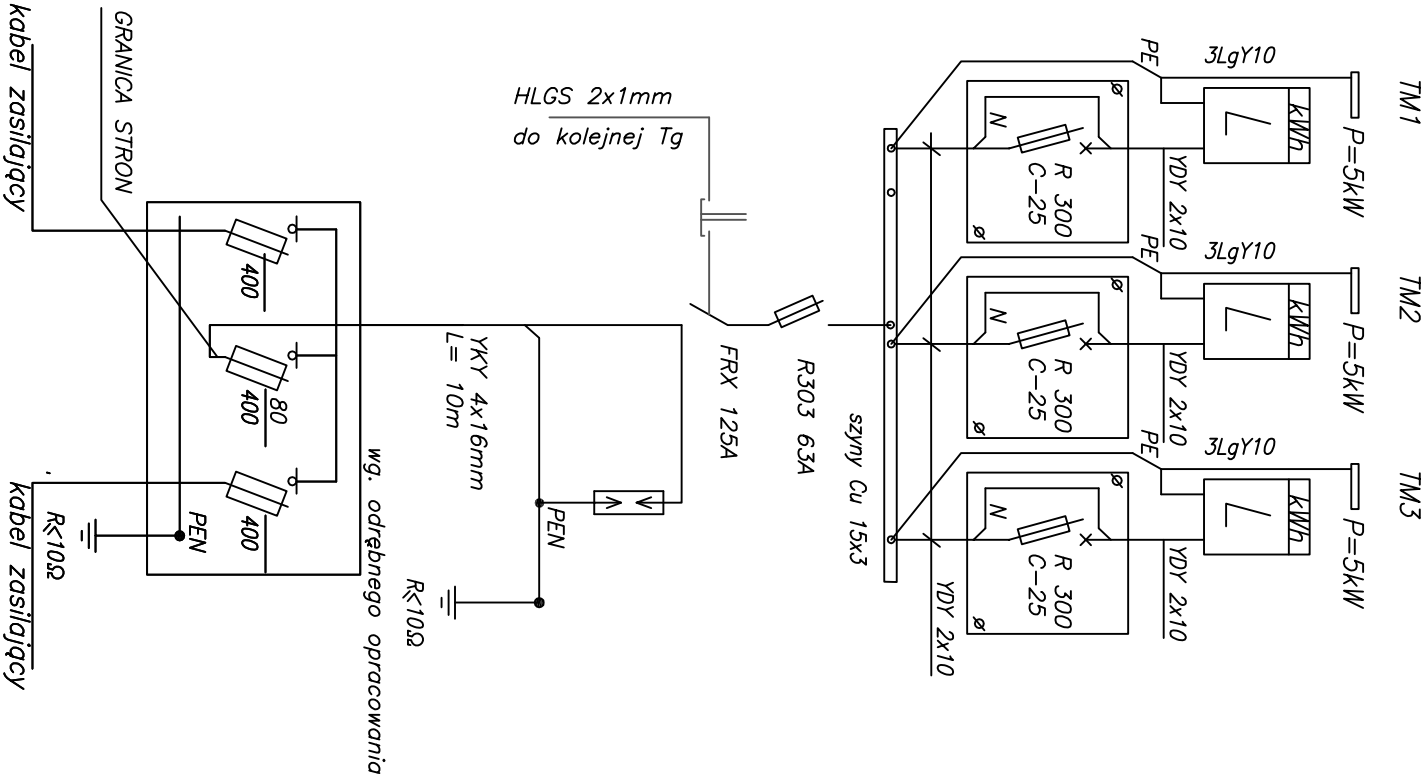 TM1
P=5kW
3LgY10
kWh
PE
YDY 2x10
N
R 300
C-25
TM2
P=5kW
3LgY10
kWh
PE
YDY 2x10
N
R 300
C-25
TM3
P=5kW
3LgY10
kWh
PE
YDY 2x10
N
R 300
C-25
YDY 2x10
szyny Cu 15x3
R303 63A
FRX 125A
HLGS 2x1mm
do kolejnej Tg
YKY 4x16mm
L= 10m
PEN
R⩽10Ω
wg. odrębnego opracowania
400
80
400
400
PEN
R⩽10Ω
GRANICA STRON
kabel zasilający
kabel zasilający